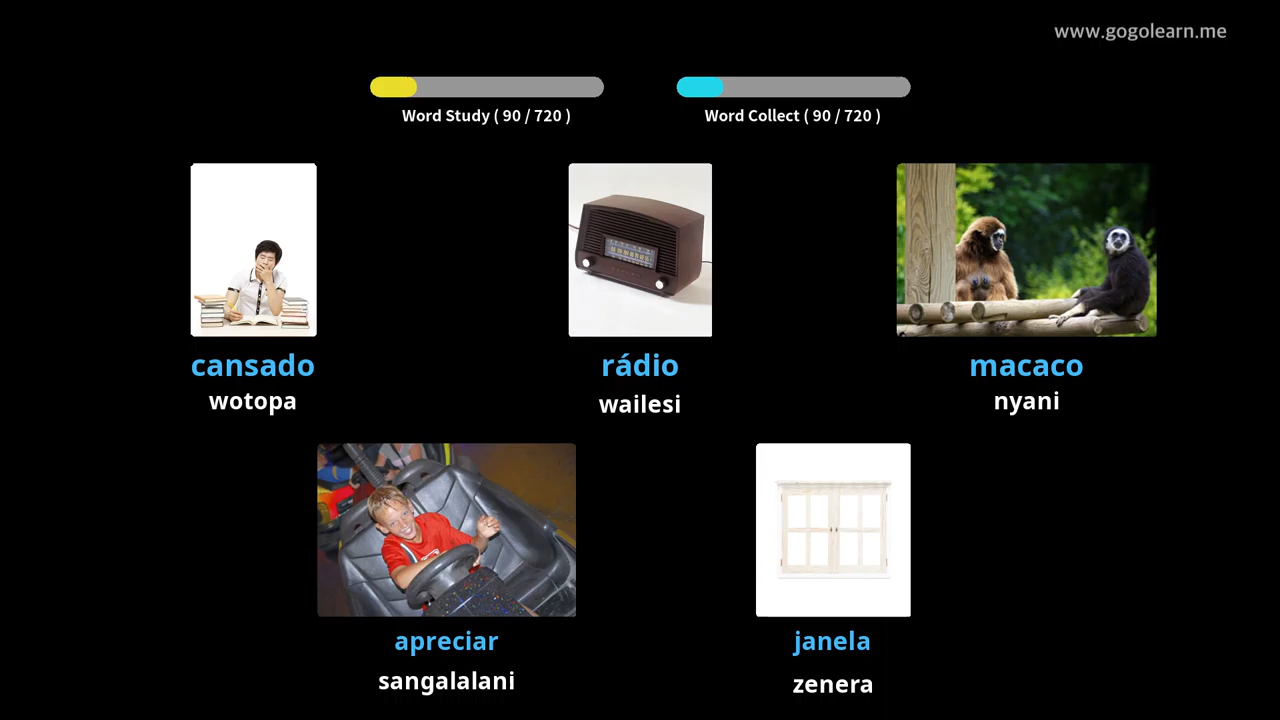 www.gogolearn.me
Word Study ( 90 / 720 )
Word Collect ( 90 / 720 )
cansado
wotopa
rádio
wailesi
macaco
nyani
apreciar
sangalalani
janela
zenera